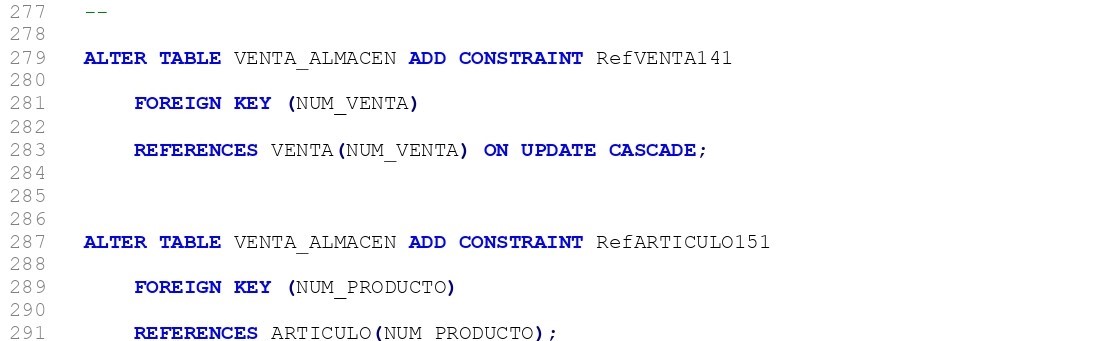 277 --
278
279 ALTER TABLE VENTA_ALMACEN ADD CONSTRAINT RefVENTA141
280
281 FOREIGN KEY (NUM_VENTA)
282
283 REFERENCES VENTA(NUM_VENTA) ON UPDATE CASCADE;
284
285
286
287 ALTER TABLE VENTA_ALMACEN ADD CONSTRAINT RefARTICULO151
288
289 FOREIGN KEY (NUM_PRODUCTO)
290
291 REFERENCES ARTICULO(NUM_PRODUCTO);